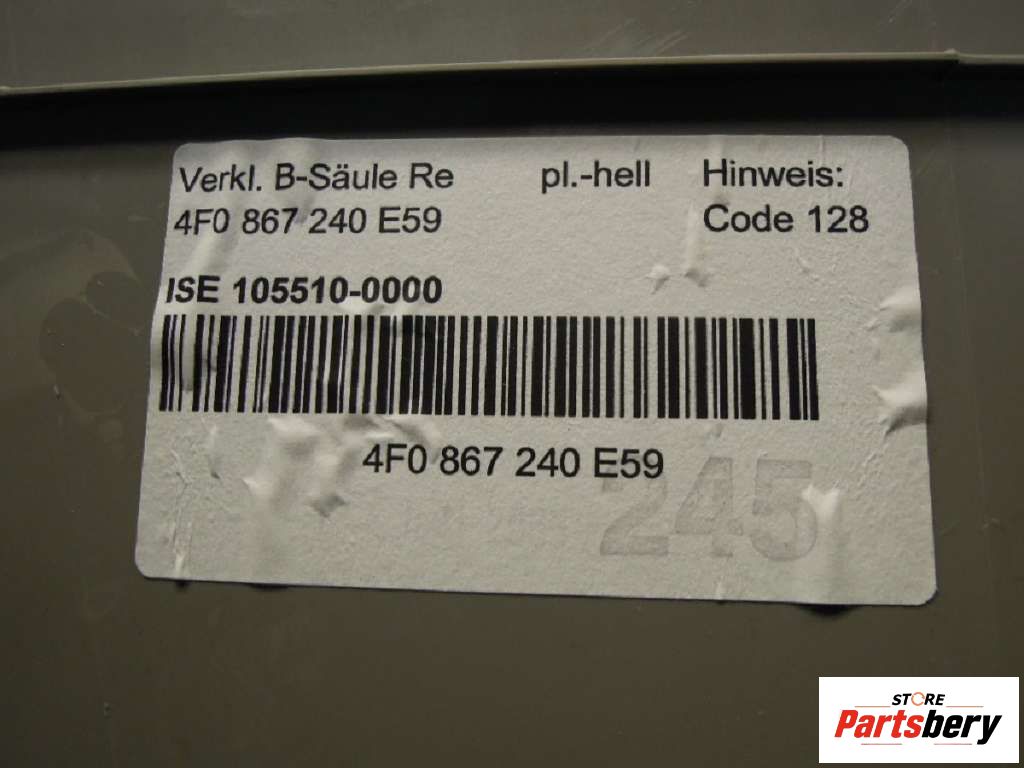 Verkl. B-Säule Re pl.-hell Hinweis:
4F0 867 240 E59 Code 128
ISE 105510-0000
4F0 867 240 E59
245
STORE
Partsbery